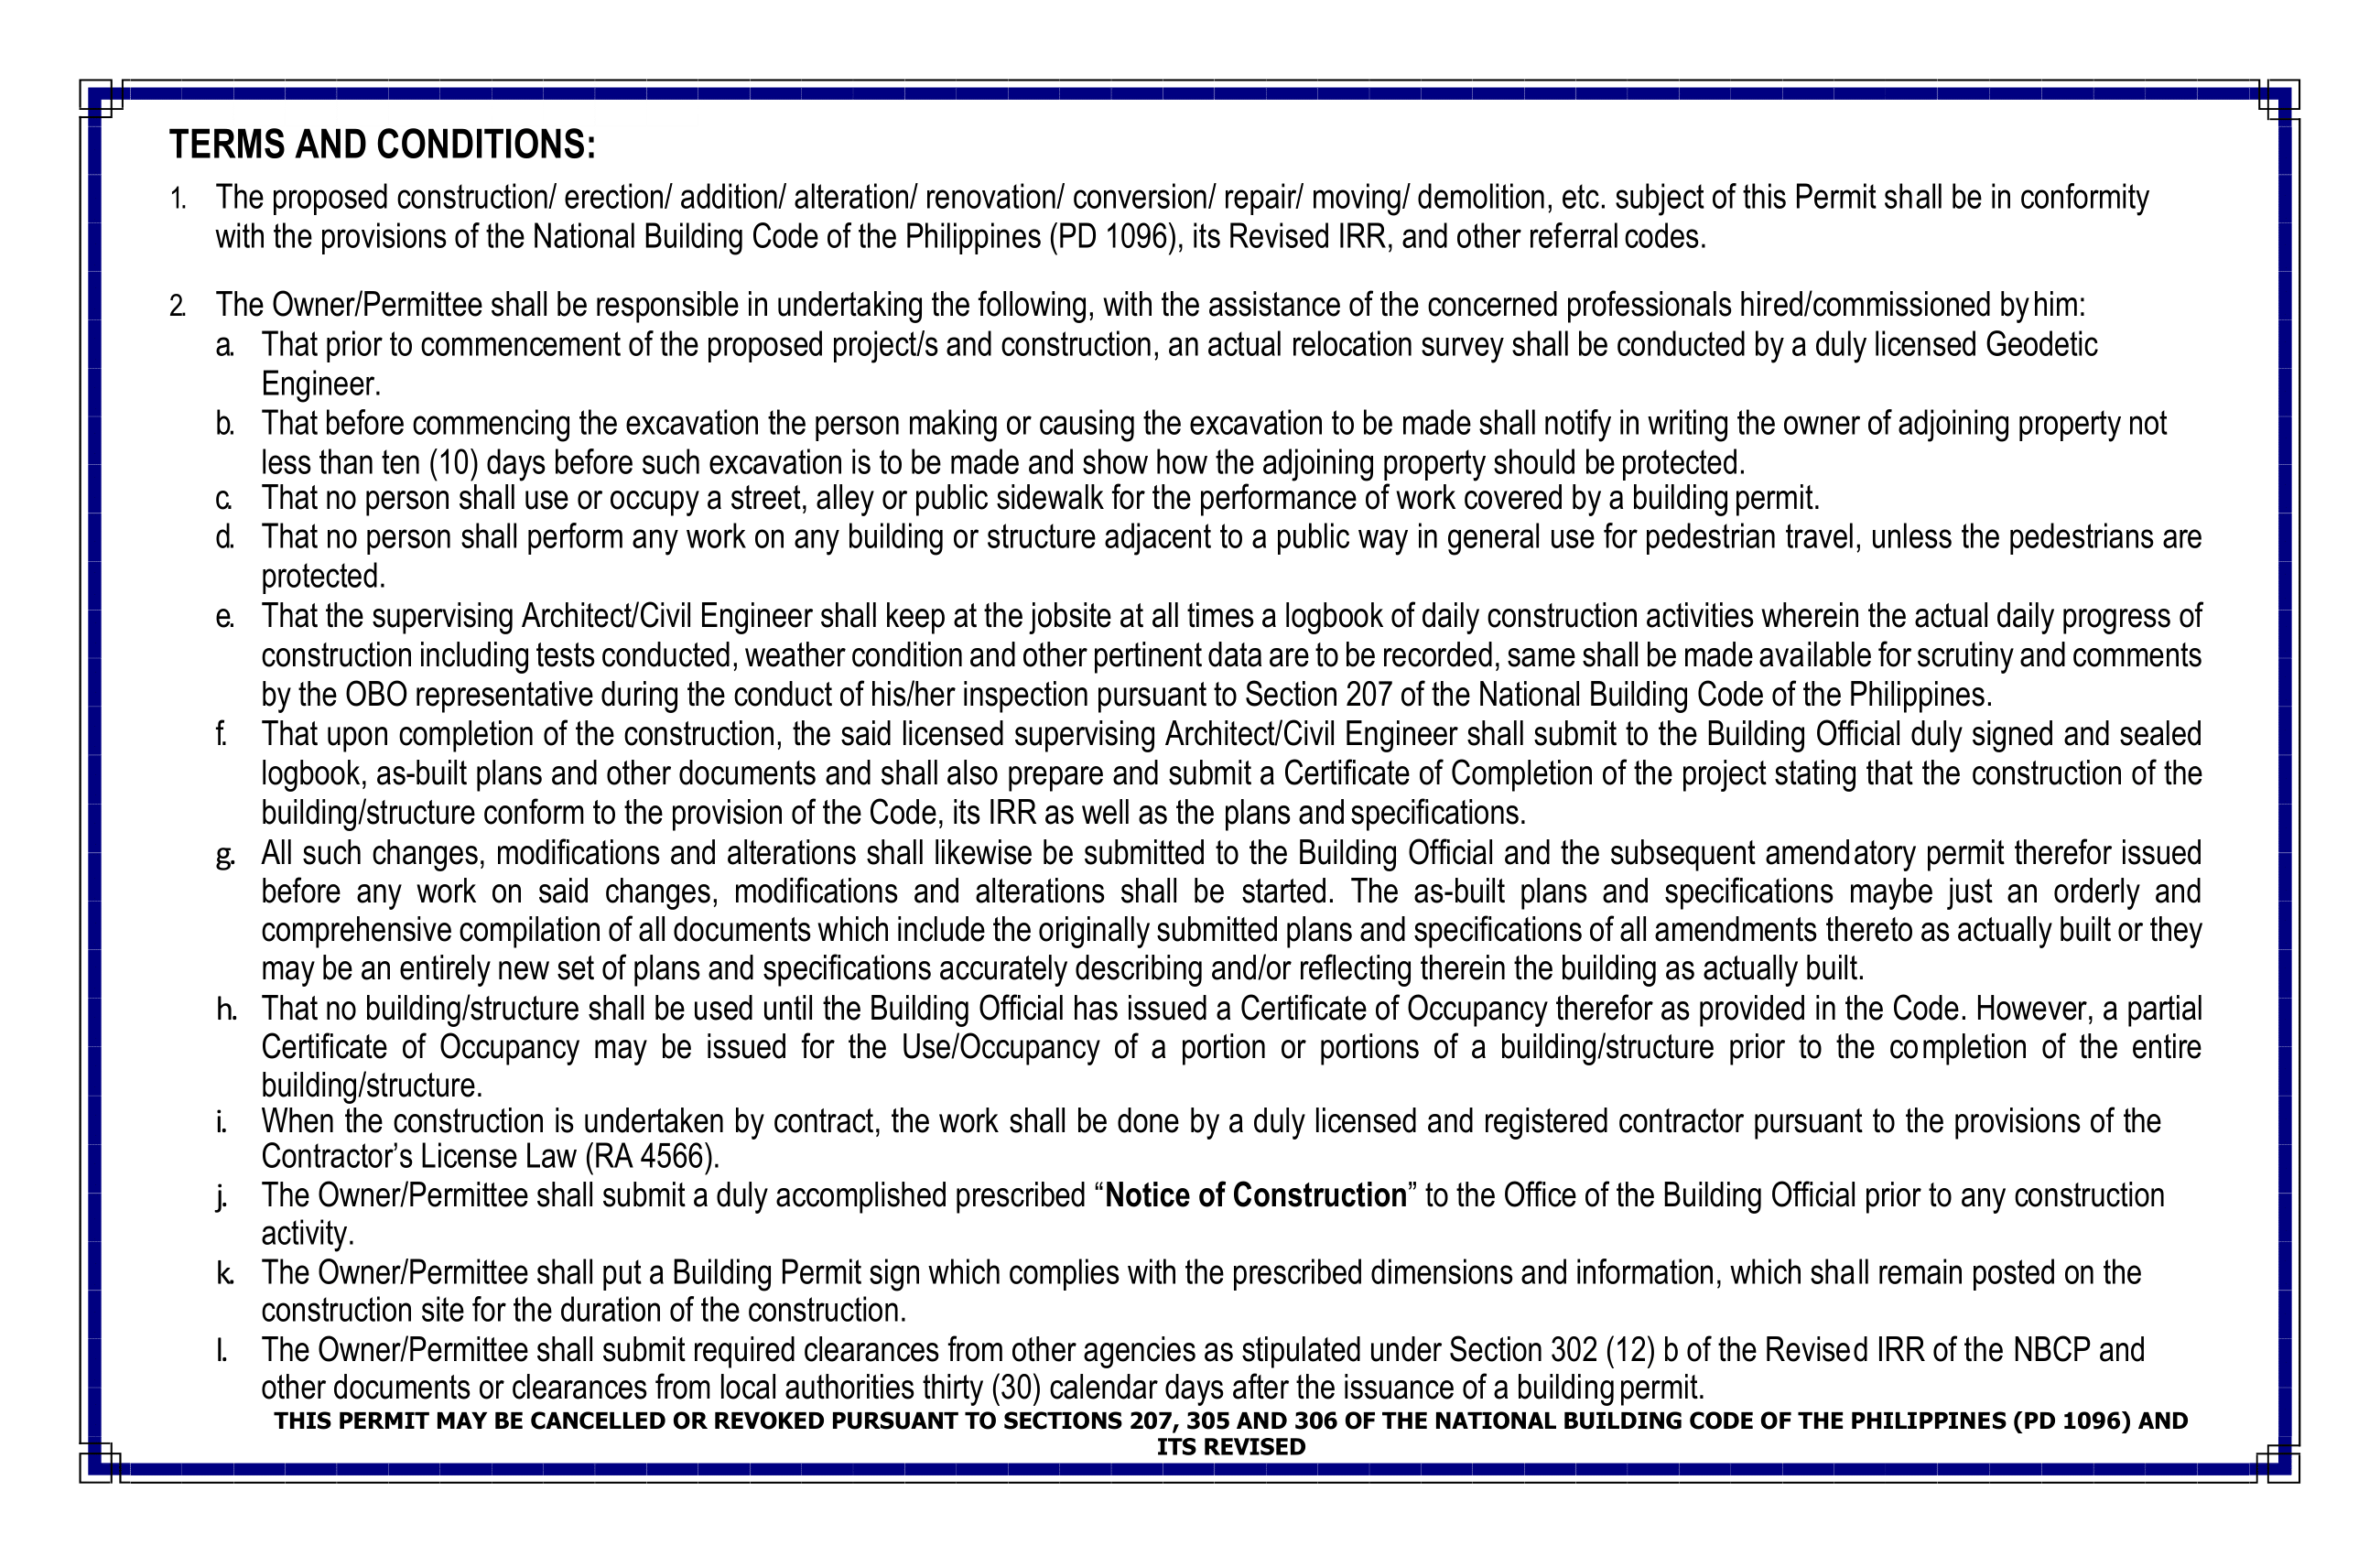 TERMS AND CONDITIONS:
1. The proposed construction/ erection/ addition/ alteration/ renovation/ conversion/ repair/ moving/ demolition, etc. subject of this Permit shall be in conformity
with the provisions of the National Building Code of the Philippines (PD 1096), its Revised IRR, and other referral codes.
2. The Owner/Permittee shall be responsible in undertaking the following, with the assistance of the concerned professionals hired/commissioned by him:
a. That prior to commencement of the proposed project/s and construction, an actual relocation survey shall be conducted by a duly licensed Geodetic
Engineer.
b. That before commencing the excavation the person making or causing the excavation to be made shall notify in writing the owner of adjoining property not
less than ten (10) days before such excavation is to be made and show how the adjoining property should be protected.
c. That no person shall use or occupy a street, alley or public sidewalk for the performance of work covered by a building permit.
d. That no person shall perform any work on any building or structure adjacent to a public way in general use for pedestrian travel, unless the pedestrians are
protected.
e. That the supervising Architect/Civil Engineer shall keep at the jobsite at all times a logbook of daily construction activities wherein the actual daily progress of
construction including tests conducted, weather condition and other pertinent data are to be recorded, same shall be made available for scrutiny and comments
by the OBO representative during the conduct of his/her inspection pursuant to Section 207 of the National Building Code of the Philippines.
f. That upon completion of the construction, the said licensed supervising Architect/Civil Engineer shall submit to the Building Official duly signed and sealed
logbook, as-built plans and other documents and shall also prepare and submit a Certificate of Completion of the project stating that the construction of the
building/structure conform to the provision of the Code, its IRR as well as the plans and specifications.
g. All such changes, modifications and alterations shall likewise be submitted to the Building Official and the subsequent amendatory permit therefor issued
before any work on said changes, modifications and alterations shall be started. The as-built plans and specifications maybe just an orderly and
comprehensive compilation of all documents which include the originally submitted plans and specifications of all amendments thereto as actually built or they
may be an entirely new set of plans and specifications accurately describing and/or reflecting therein the building as actually built.
h. That no building/structure shall be used until the Building Official has issued a Certificate of Occupancy therefor as provided in the Code. However, a partial
Certificate of Occupancy may be issued for the Use/Occupancy of a portion or portions of a building/structure prior to the completion of the entire
building/structure.
i. When the construction is undertaken by contract, the work shall be done by a duly licensed and registered contractor pursuant to the provisions of the
Contractor’s License Law (RA 4566).
j. The Owner/Permittee shall submit a duly accomplished prescribed “Notice of Construction” to the Office of the Building Official prior to any construction
activity.
k. The Owner/Permittee shall put a Building Permit sign which complies with the prescribed dimensions and information, which shall remain posted on the
construction site for the duration of the construction.
l. The Owner/Permittee shall submit required clearances from other agencies as stipulated under Section 302 (12) b of the Revised IRR of the NBCP and
other documents or clearances from local authorities thirty (30) calendar days after the issuance of a building permit.
THIS PERMIT MAY BE CANCELLED OR REVOKED PURSUANT TO SECTIONS 207, 305 AND 306 OF THE NATIONAL BUILDING CODE OF THE PHILIPPINES (PD 1096) AND
ITS REVISED